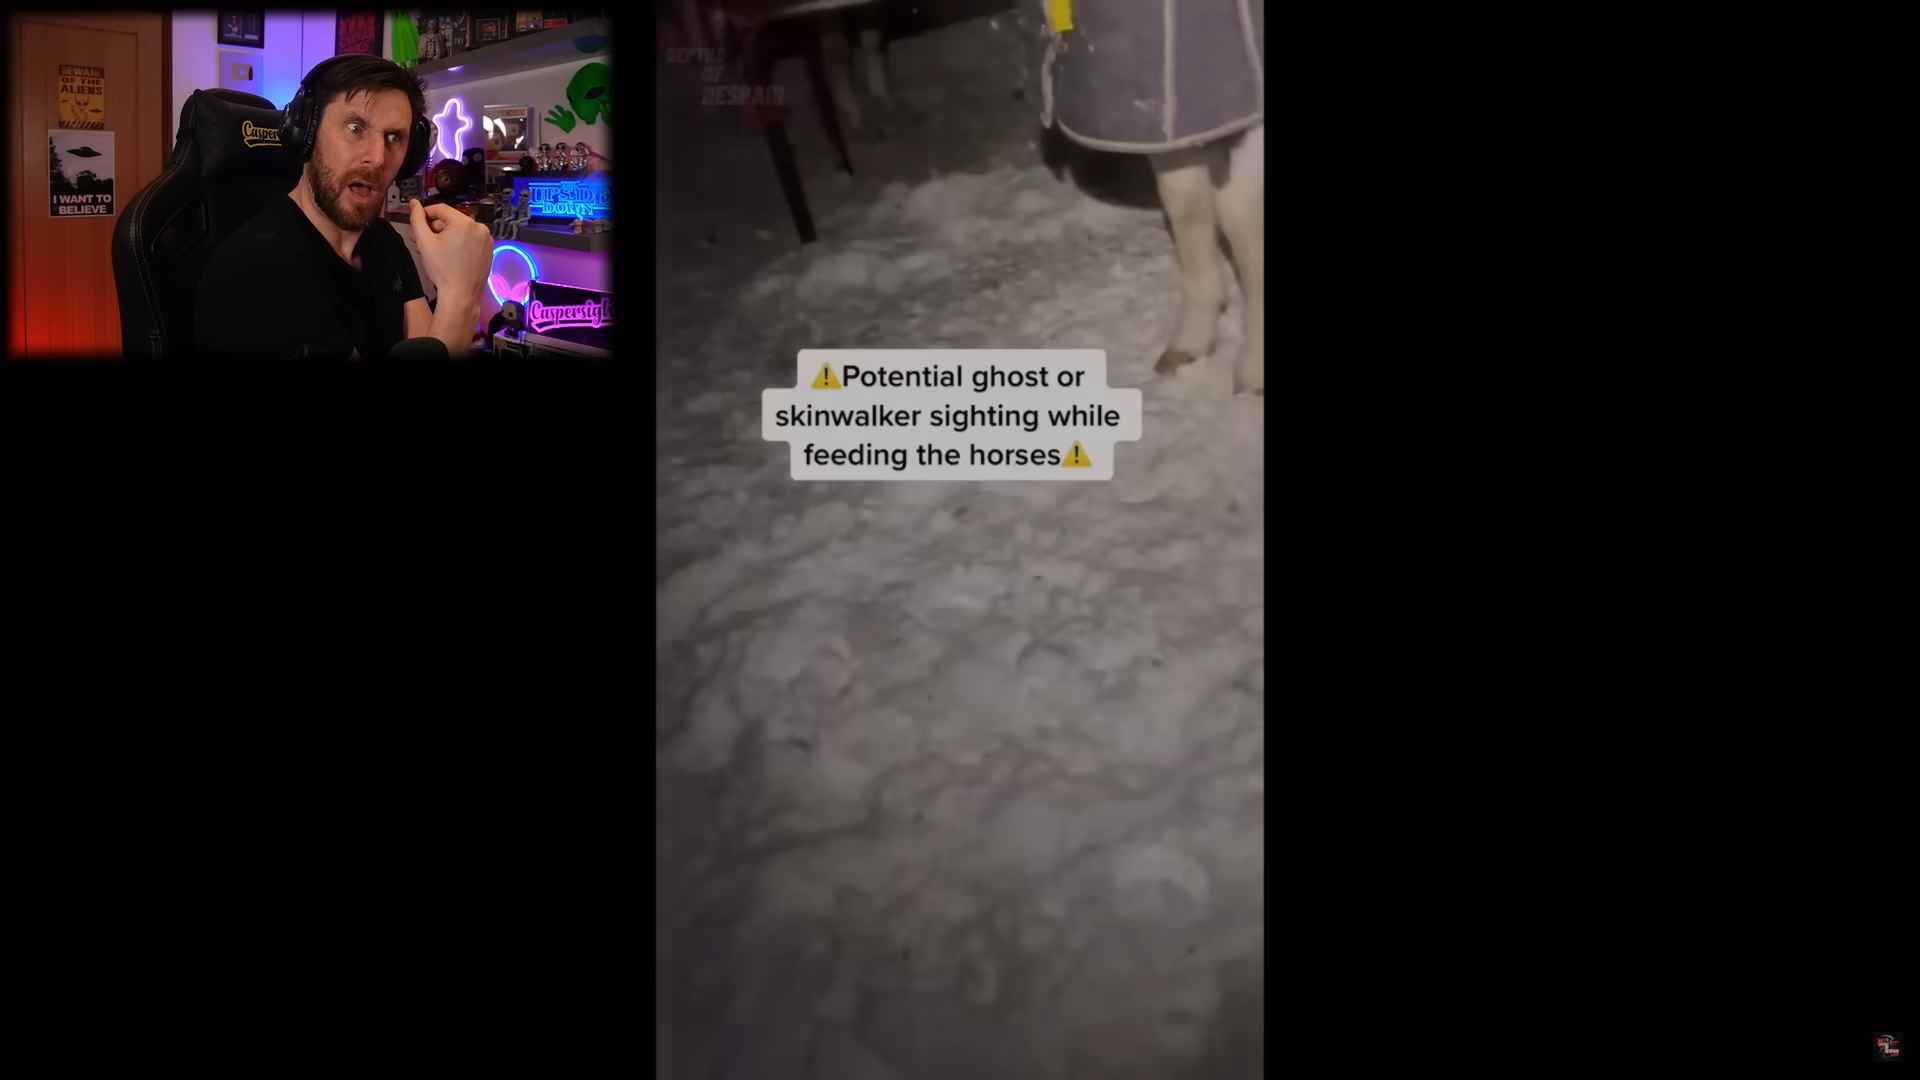 BEWARE
OF THE
ALIENS
I WANT TO
BELIEVE
Casper
UPSIDE
DOWN
Caspersight
DEPTHS
OF
DESPAIR
⚠️Potential ghost or
skinwalker sighting while
feeding the horses⚠️